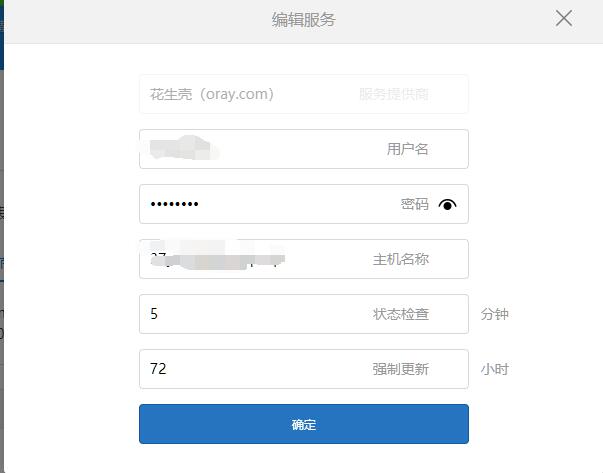 编辑服务
花生壳（oray.com） 服务提供商
用户名
•••••••• 密码
主机名称
5 状态检查 分钟
72 强制更新 小时
确定